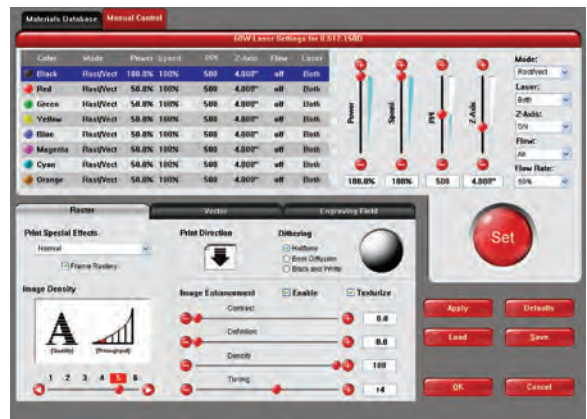 Materials Database Manual Control
60W Laser Settings for ILS12.150D
Color Mode Power Speed PPI Z-Axis Flow Laser
Black Rast/Vect 100.0% 100% 500 4.000" off Both
Red Rast/Vect 50.0% 100% 500 4.000" off Both
Green Rast/Vect 50.0% 100% 500 4.000" off Both
Yellow Rast/Vect 50.0% 100% 500 4.000" off Both
Blue Rast/Vect 50.0% 100% 500 4.000" off Both
Magenta Rast/Vect 50.0% 100% 500 4.000" off Both
Cyan Rast/Vect 50.0% 100% 500 4.000" off Both
Orange Rast/Vect 50.0% 100% 500 4.000" off Both
Power Speed PPI Z-Axis
100.0% 100% 500 4.000"
Mode:
Rast/Vect
Laser:
Both
Z-Axis:
Flow:
Air
Flow Rate:
50%
Set
Raster Vector Engraving Field
Print Special Effects
Normal
Frame Rasters
Print Direction
Dithering
Halftone
Error Diffusion
Black and White
Image Density
A
(Quality) (Throughput)
1 2 3 4 5 6
Image Enhancement Enable Texturize
Contrast
0.0
Definition
0.0
Density
100
Tuning
Apply Defaults
Load Save
OK Cancel